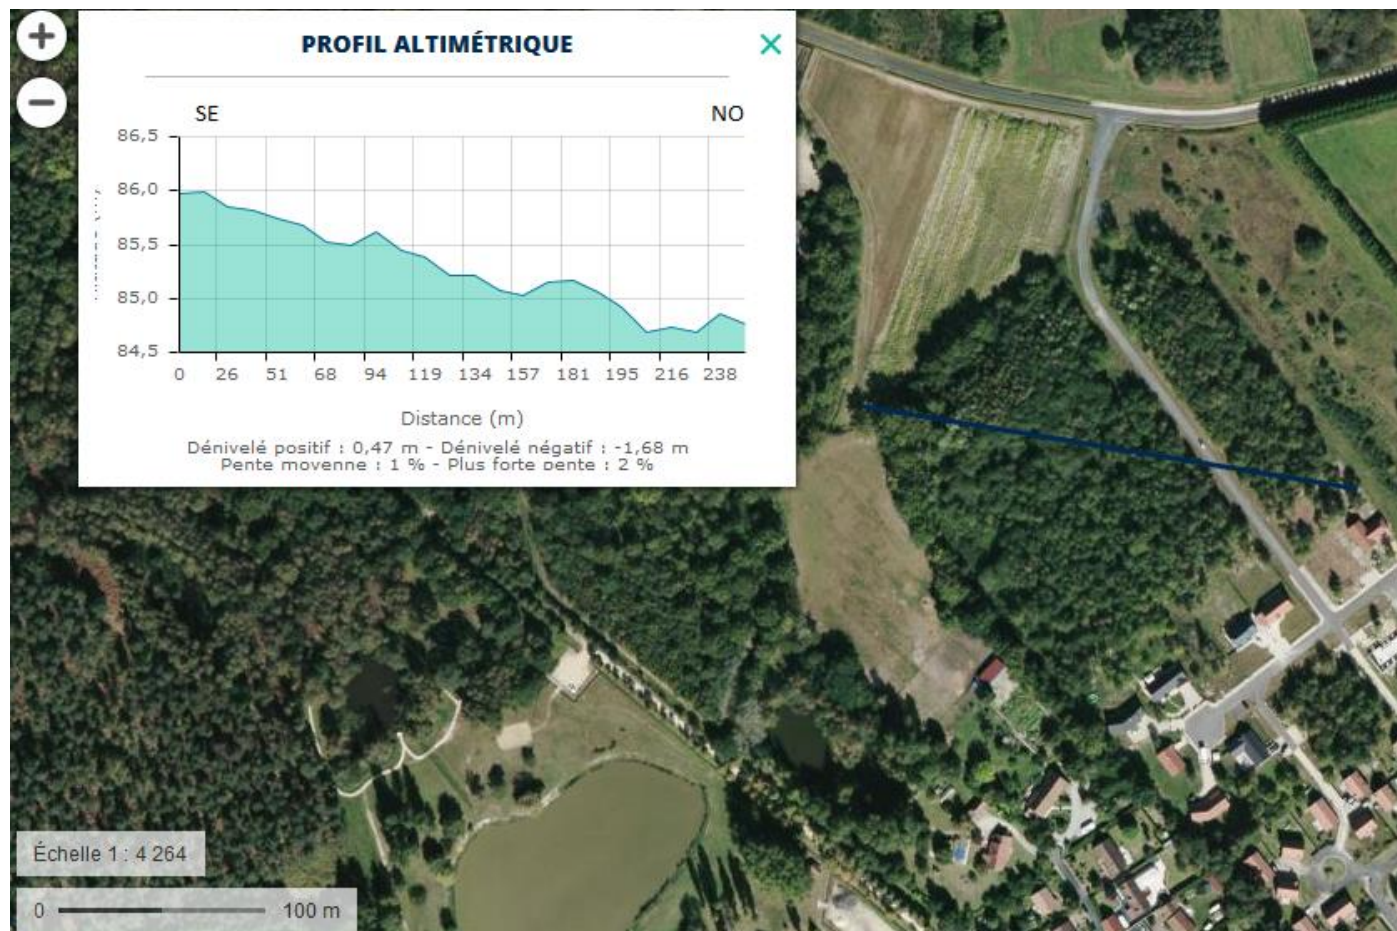 PROFIL ALTIMÉTRIQUE
SE NO
86,5
86,0
85,5
85,0
84,5
0 26 51 68 94 119 134 157 181 195 216 238
Distance (m)
Dénivelé positif : 0,47 m - Dénivelé négatif : -1,68 m
Pente moyenne : 1 % - Plus forte pente : 2 %
Échelle 1 : 4 264
0 100 m